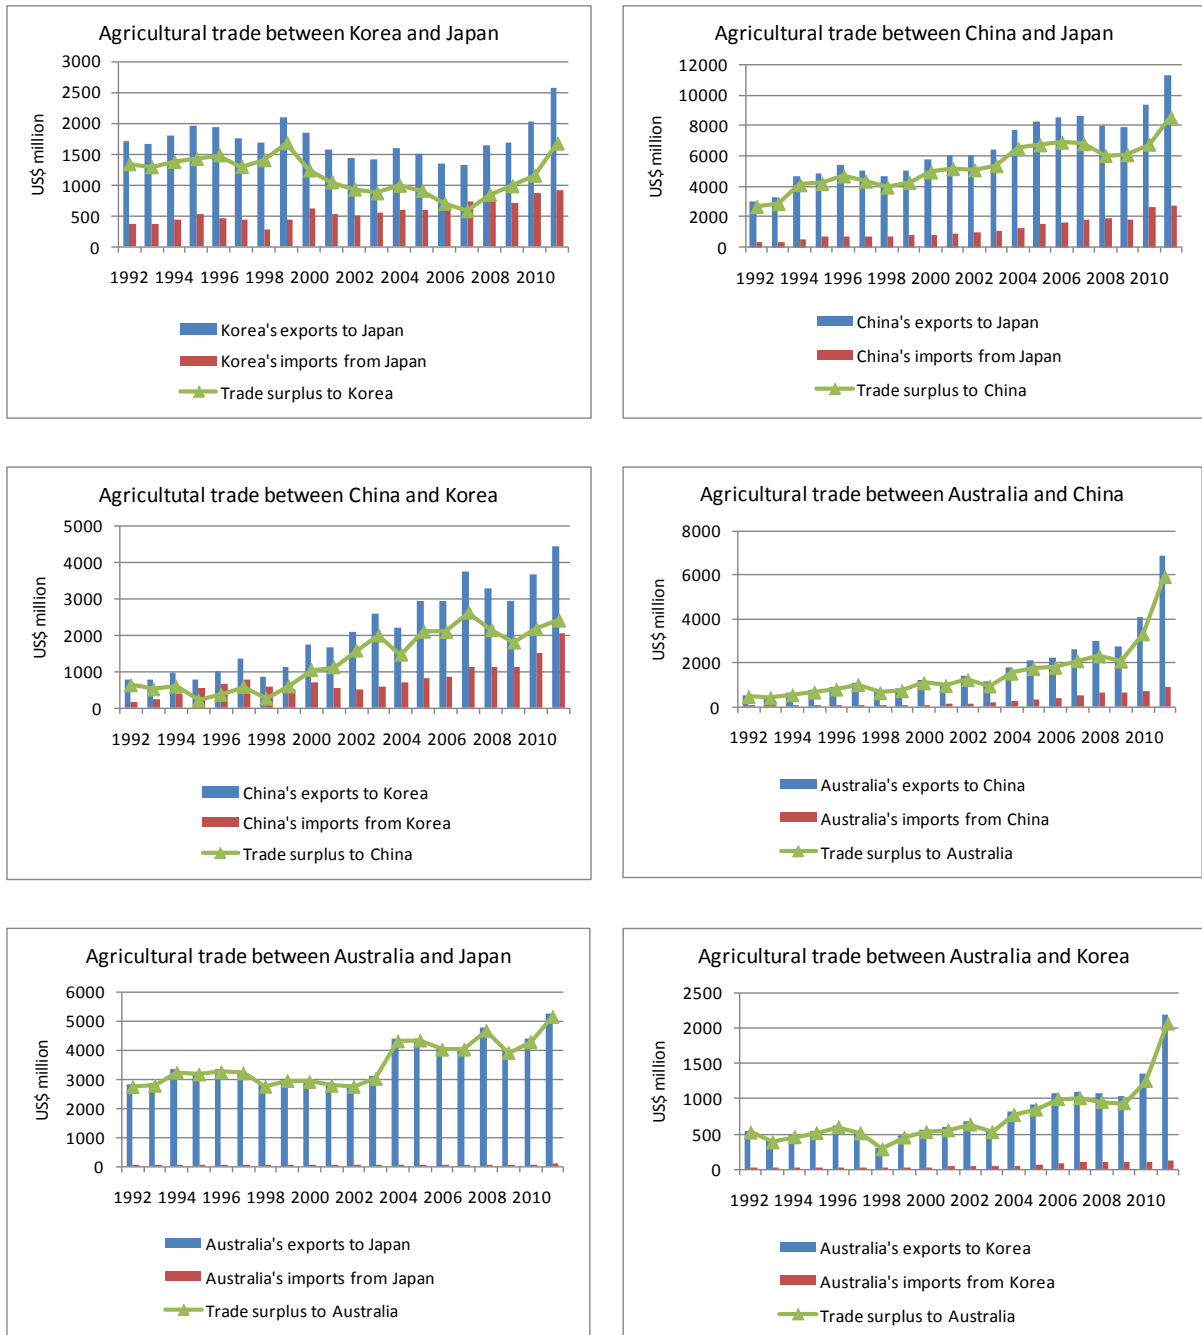 Agricultural trade between Korea and Japan
3000
2500
2000
1500
1000
500
0
US$ million
1992 1994 1996 1998 2000 2002 2004 2006 2008 2010
Korea's exports to Japan
Korea's imports from Japan
Trade surplus to Korea
Agricultural trade between China and Japan
12000
10000
8000
6000
4000
2000
0
US$ million
1992 1994 1996 1998 2000 2002 2004 2006 2008 2010
China's exports to Japan
China's imports from Japan
Trade surplus to China
Agricultutal trade between China and Korea
5000
4000
3000
2000
1000
0
US$ million
1992 1994 1996 1998 2000 2002 2004 2006 2008 2010
China's exports to Korea
China's imports from Korea
Trade surplus to China
Agricultural trade between Australia and China
8000
6000
4000
2000
0
US$ million
1992 1994 1996 1998 2000 2002 2004 2006 2008 2010
Australia's exports to China
Australia's imports from China
Trade surplus to Australia
Agricultural trade between Australia and Japan
6000
5000
4000
3000
2000
1000
0
US$ million
1992 1994 1996 1998 2000 2002 2004 2006 2008 2010
Australia's exports to Japan
Australia's imports from Japan
Trade surplus to Australia
Agricultural trade between Australia and Korea
2500
2000
1500
1000
500
0
US$ million
1992 1994 1996 1998 2000 2002 2004 2006 2008 2010
Australia's exports to Korea
Australia's imports from Korea
Trade surplus to Australia